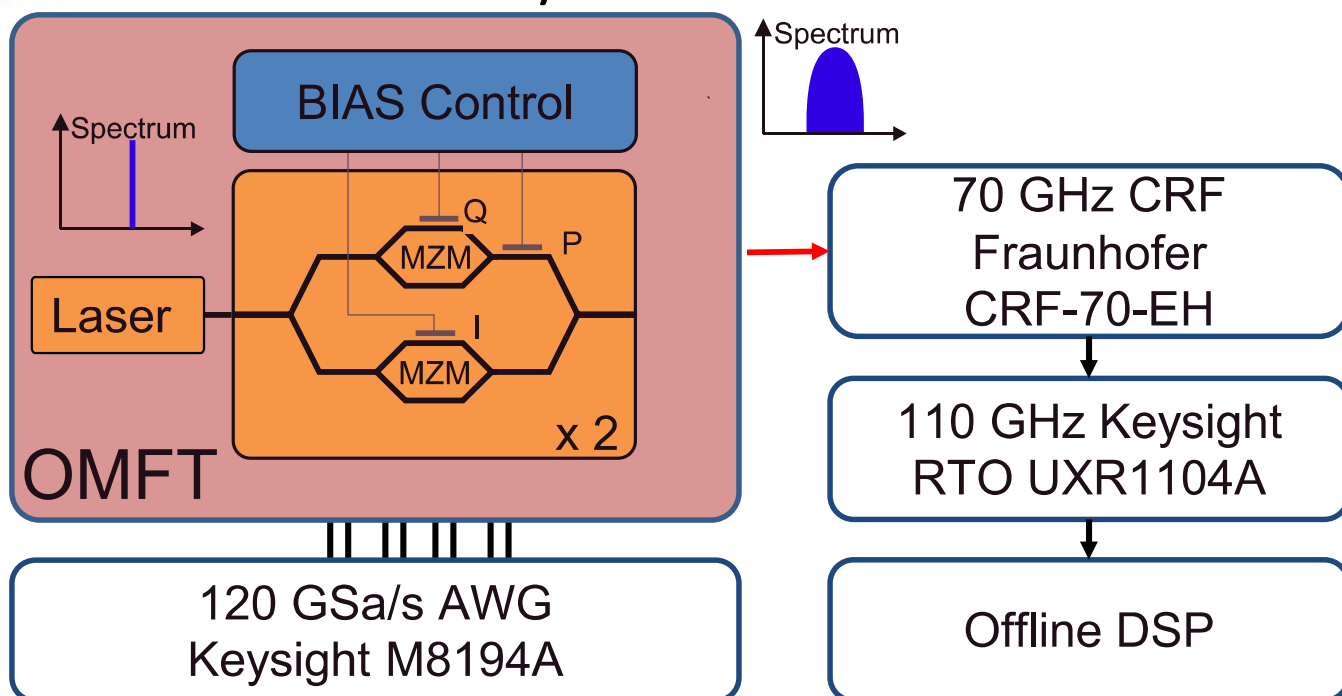 Spectrum
BIAS Control
Spectrum
Q
MZM
P
Laser
I
MZM
x 2
OMFT
120 GSa/s AWG
Keysight M8194A
70 GHz CRF
Fraunhofer
CRF-70-EH
110 GHz Keysight
RTO UXR1104A
Offline DSP